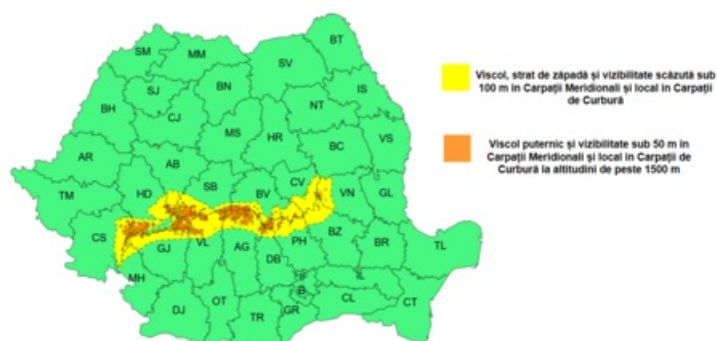 BT
SM
MM
SV
SJ
BN
IS
BH
NT
CJ
MS
HR
VS
BC
AR
AB
SB
CV
HD
BV
VN
GL
TM
CS
GJ
VL
AG
PH
BZ
BR
TL
DB
MH
IF
IL
B
CL
CT
DJ
OT
TR
GR
Viscol, strat de zăpadă și vizibilitate scăzută sub
100 m în Carpații Meridionali și local în Carpații
de Curbură
Viscol puternic și vizibilitate sub 50 m în
Carpații Meridionali și local în Carpații de
Curbură la altitudini de peste 1500 m